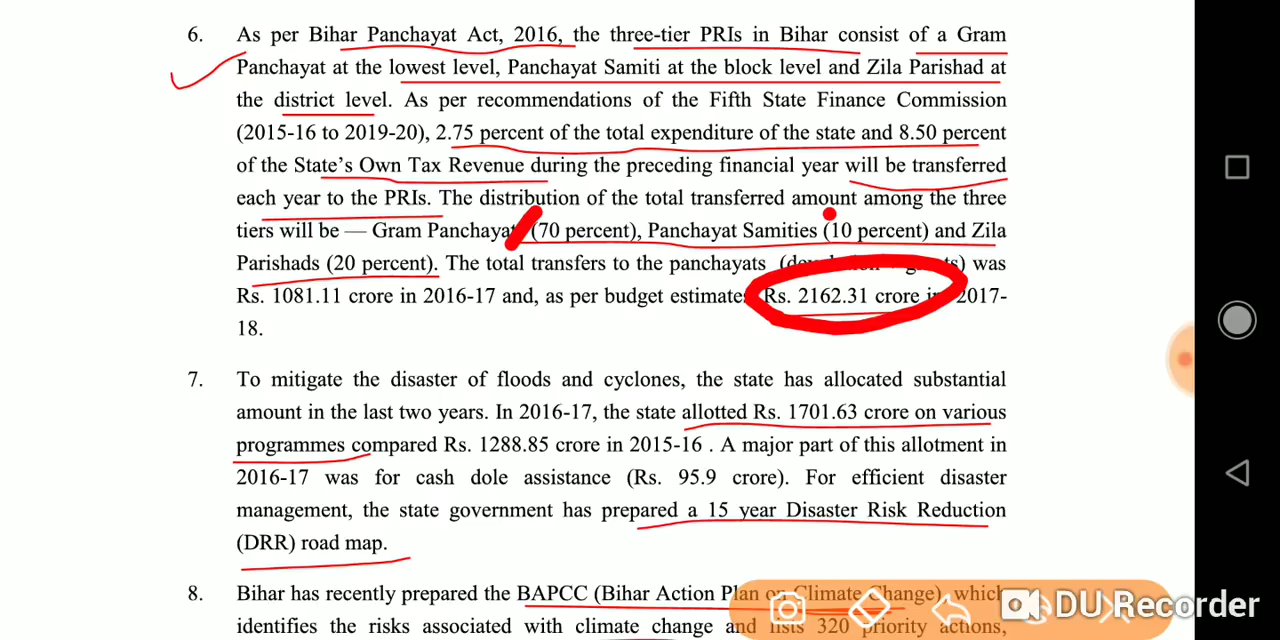 6. As per Bihar Panchayat Act, 2016, the three-tier PRIs in Bihar consist of a Gram
Panchayat at the lowest level, Panchayat Samiti at the block level and Zila Parishad at
the district level. As per recommendations of the Fifth State Finance Commission
(2015-16 to 2019-20), 2.75 percent of the total expenditure of the state and 8.50 percent
of the State's Own Tax Revenue during the preceding financial year will be transferred
each year to the PRIs. The distribution of the total transferred amount among the three
tiers will be — Gram Panchayat (70 percent), Panchayat Samities (10 percent) and Zila
Parishads (20 percent). The total transfers to the panchayats was
Rs. 1081.11 crore in 2016-17 and, as per budget estimate, Rs. 2162.31 crore in 2017-
18.
7. To mitigate the disaster of floods and cyclones, the state has allocated substantial
amount in the last two years. In 2016-17, the state allotted Rs. 1701.63 crore on various
programmes compared Rs. 1288.85 crore in 2015-16 . A major part of this allotment in
2016-17 was for cash dole assistance (Rs. 95.9 crore). For efficient disaster
management, the state government has prepared a 15 year Disaster Risk Reduction
(DRR) road map.
8. Bihar has recently prepared the BAPCC (Bihar Action Plan on Climate Change), which
identifies the risks associated with climate change and lists 320 priority actions,
DU Recorder